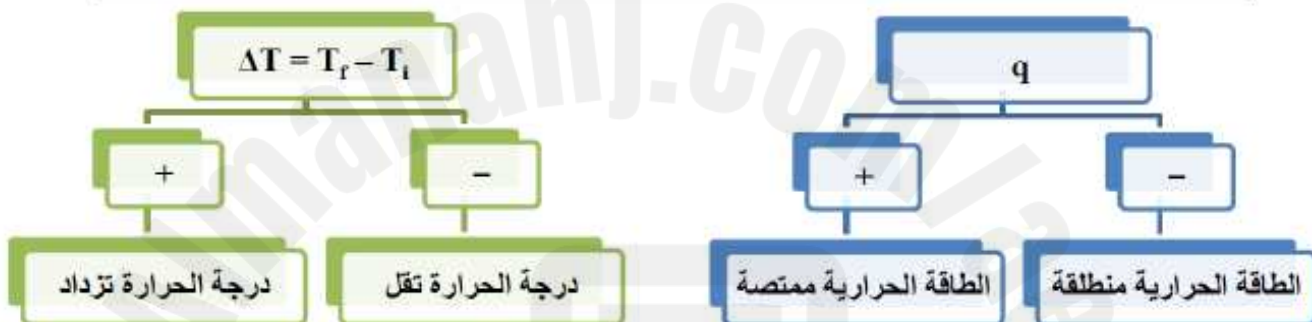 ΔT = T_f – T_i
q
+
–
+
–
درجة الحرارة تزداد
درجة الحرارة تقل
الطاقة الحرارية ممتصة
الطاقة الحرارية منطلقة